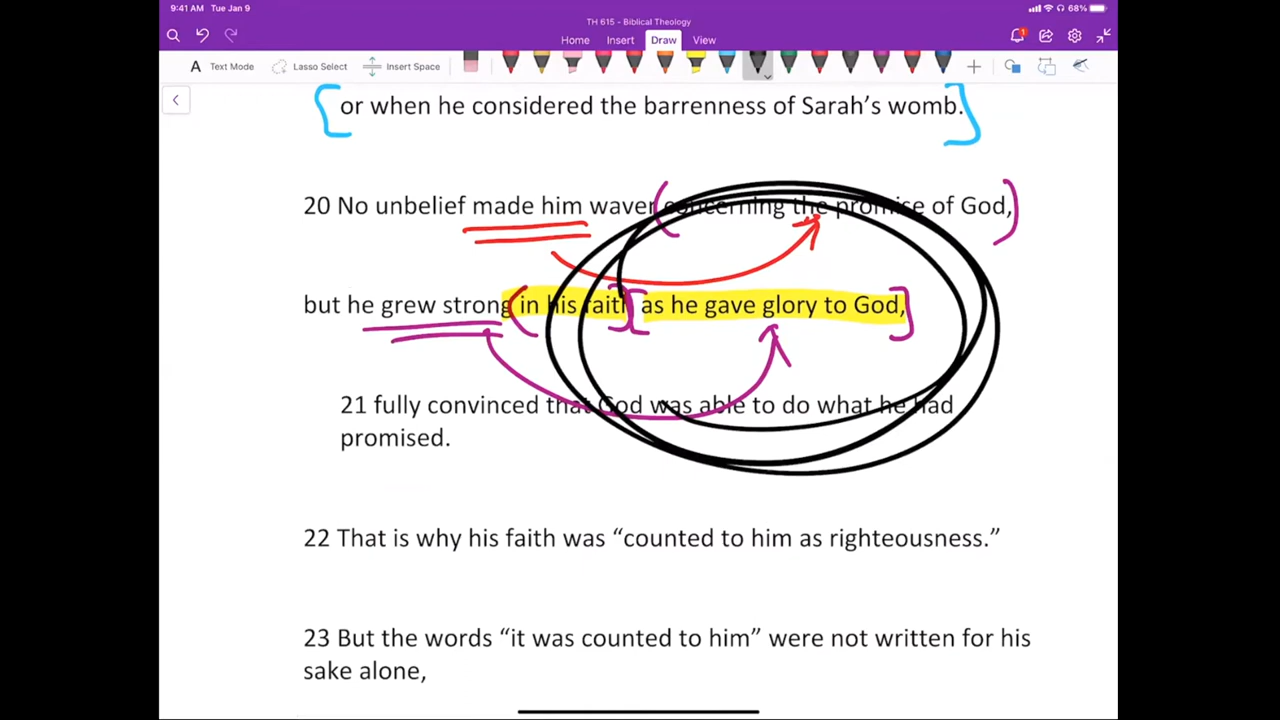 9:41 AM Tue Jan 9
68%
TH 615 - Biblical Theology
Home Insert Draw View
1
A Text Mode Lasso Select Insert Space
or when he considered the barrenness of Sarah’s womb.
20 No unbelief made him waver concerning the promise of God,
but he grew strong in his faith as he gave glory to God,
21 fully convinced that God was able to do what he had
promised.
22 That is why his faith was “counted to him as righteousness.”
23 But the words “it was counted to him” were not written for his
sake alone,